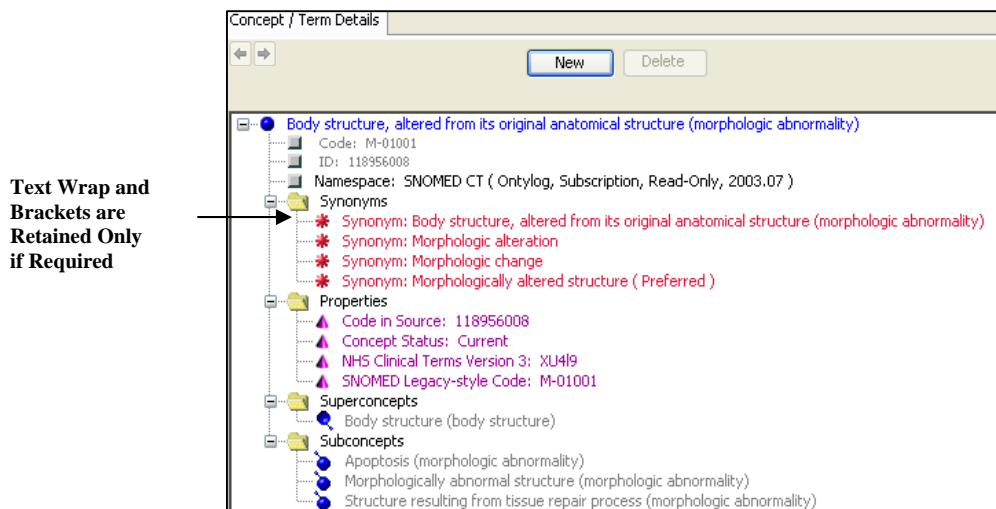 Concept / Term Details
New
Delete
Body structure, altered from its original anatomical structure (morphologic abnormality)
Code: M-01001
ID: 118956008
Namespace: SNOMED CT ( Ontylog, Subscription, Read-Only, 2003.07 )
Synonyms
Synonym: Body structure, altered from its original anatomical structure (morphologic abnormality)
Synonym: Morphologic alteration
Synonym: Morphologic change
Synonym: Morphologically altered structure ( Preferred )
Properties
Code in Source: 118956008
Concept Status: Current
NHS Clinical Terms Version 3: XU4l9
SNOMED Legacy-style Code: M-01001
Superconcepts
Body structure (body structure)
Subconcepts
Apoptosis (morphologic abnormality)
Morphologically abnormal structure (morphologic abnormality)
Structure resulting from tissue repair process (morphologic abnormality)
Text Wrap and
Brackets are
Retained Only
if Required